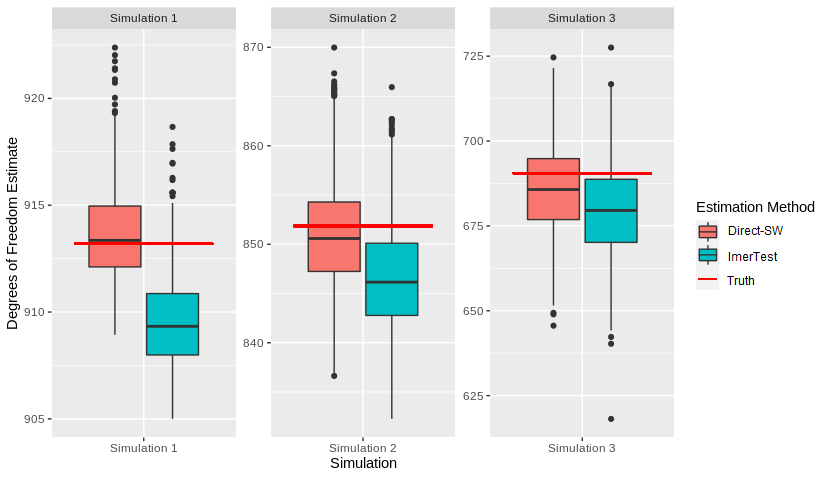 Simulation 1
Simulation 2
Simulation 3
Degrees of Freedom Estimate
920
915
910
905
870
860
850
840
725
700
675
650
625
Simulation 1
Simulation 2
Simulation 3
Simulation
Estimation Method
Direct-SW
lmerTest
Truth